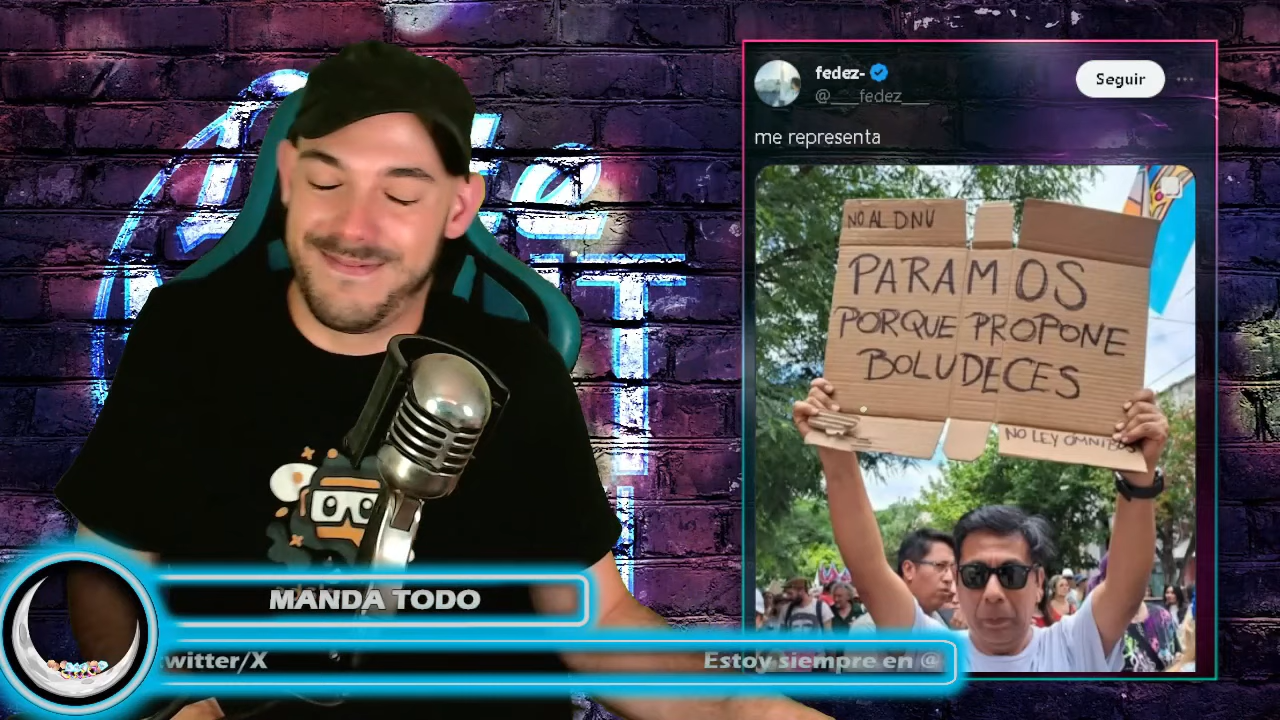 fedez-
Seguir
@___fedez___
me representa
NO AL DNU
PARAMOS
PORQUE PROPONE
BOLUDECES
NO LEY OMNIBUS
MANDA TODO
twitter/X
Estoy siempre en @